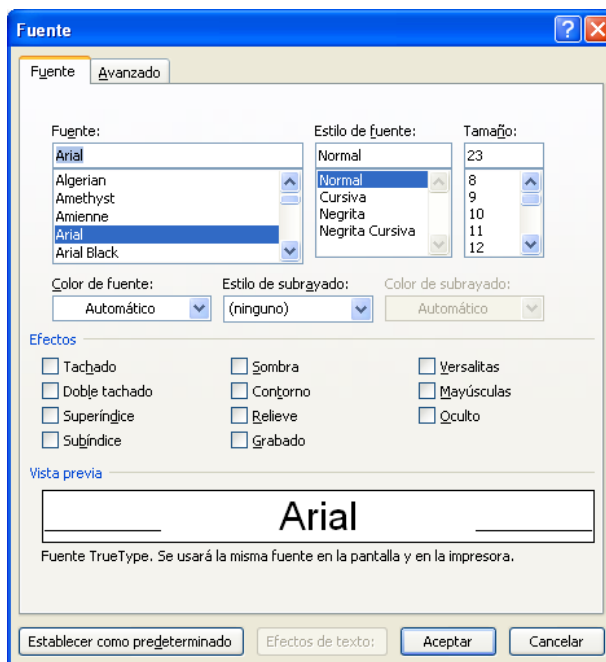 Fuente
Fuente Avanzado
Fuente: Estilo de fuente: Tamaño:
Arial Normal 23
Algerian Normal 8
Amethyst Cursiva 9
Amienne Negrita 10
Arial Negrita Cursiva 11
Arial Black 12
Color de fuente: Estilo de subrayado: Color de subrayado:
Automático (ninguno) Automático
Efectos
Tachado Sombra Versalitas
Doble tachado Contorno Mayúsculas
Superíndice Relieve Oculto
Subíndice Grabado
Vista previa
Arial
Fuente TrueType. Se usará la misma fuente en la pantalla y en la impresora.
Establecer como predeterminado Efectos de texto: Aceptar Cancelar